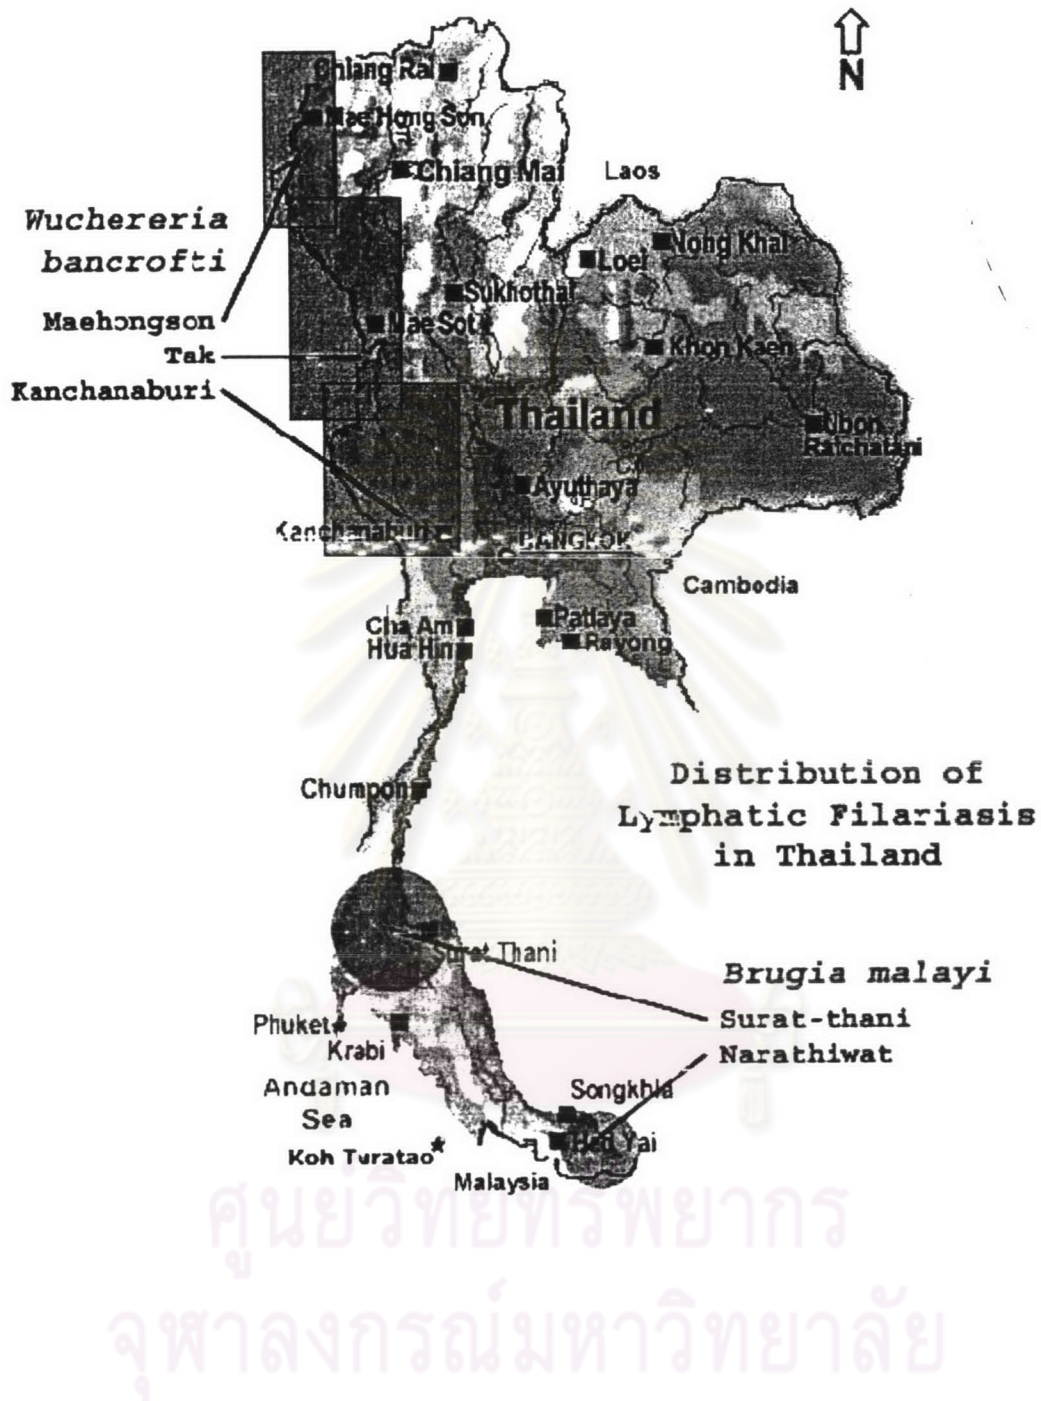 N
Chiang Rai
Mae Hong Son
Chiang Mai
Laos
Wuchereria
bancrofti
Nong Khai
Loei
Sukhothai
Maehongson
Mae Sot
Tak
Khon Kaen
Kanchanaburi
Thailand
Ubon
Ratchatani
Ayuthaya
Kanchanaburi
BANGKOK
Cambodia
Cha Am
Pattaya
Hua Hin
Rayong
Chumpon
Distribution of
Lymphatic Filariasis
in Thailand
Surat Thani
Brugia malayi
Surat-thani
Phuket
Krabi
Narathiwat
Andaman
Sea
Songkhla
Had Yai
Koh Turatao
Malaysia
ศูนย์วิทยทรัพยากร
จุฬาลงกรณ์มหาวิทยาลัย